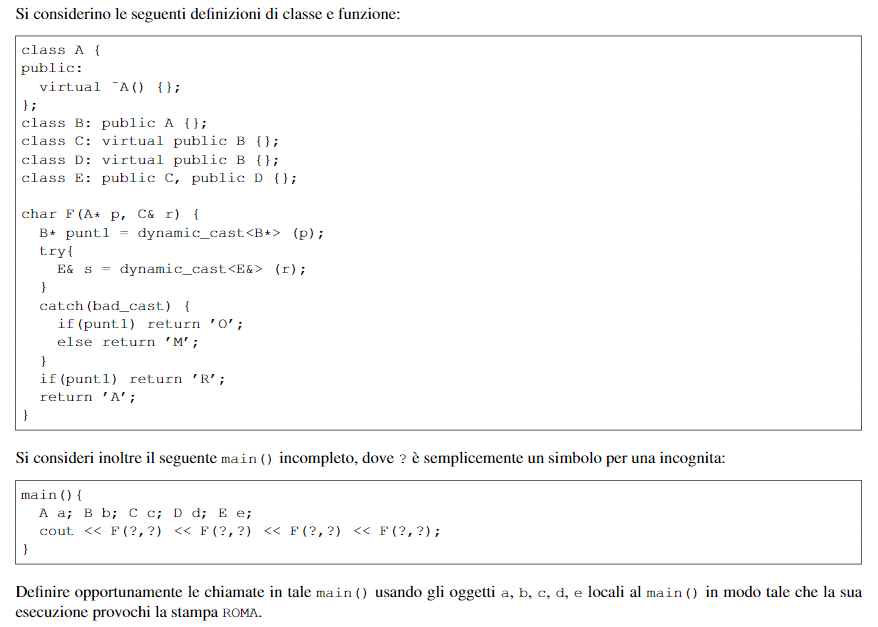 Si considerino le seguenti definizioni di classe e funzione:
class A {
public:
  virtual ~A() {};
};
class B: public A {};
class C: virtual public B {};
class D: virtual public B {};
class E: public C, public D {};

char F(A* p, C& r) {
  B* punt1 = dynamic_cast<B*> (p);
  try{
    E& s = dynamic_cast<E&> (r);
  }
  catch(bad_cast) {
    if(punt1) return ’O’;
    else return ’M’;
  }
  if(punt1) return ’R’;
  return ’A’;
}
Si consideri inoltre il seguente main() incompleto, dove ? è semplicemente un simbolo per una incognita:
main(){
  A a; B b; C c; D d; E e;
  cout << F(?,?) << F(?,?) << F(?,?) << F(?,?);
}
Definire opportunamente le chiamate in tale main() usando gli oggetti a, b, c, d, e locali al main() in modo tale che la sua
esecuzione provochi la stampa ROMA.